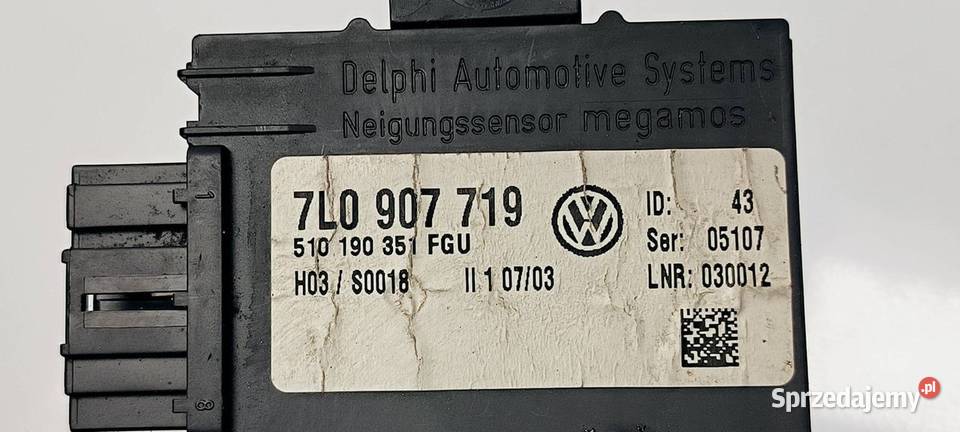 Delphi Automotive Systems
Neigungssensor megamos
7L0 907 719
510 190 351 FGU
H03 / S0018 II 1 07/03
ID: 43
Ser: 05107
LNR: 030012
1
8
Sprzedajemy.pl